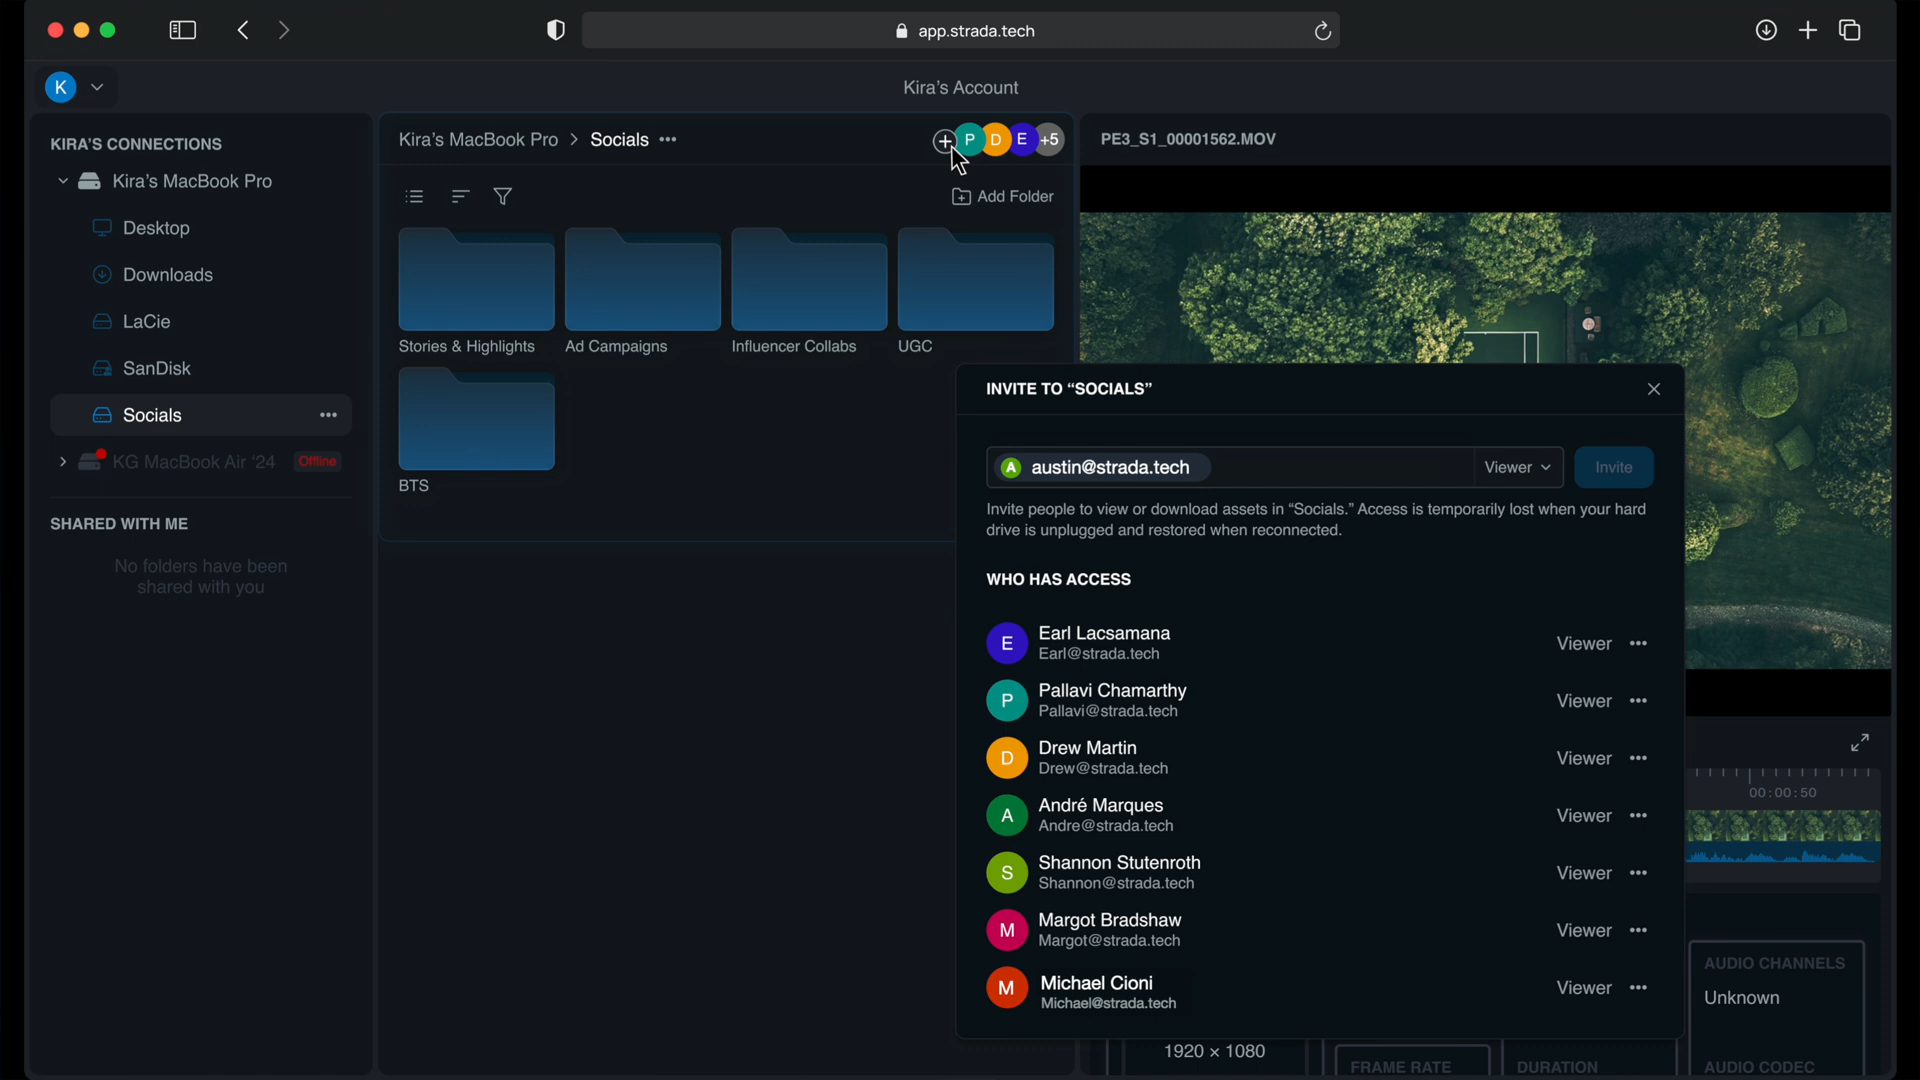 app.strada.tech
K
Kira's Account
KIRA'S CONNECTIONS
Kira's MacBook Pro
Desktop
Downloads
LaCie
SanDisk
Socials
KG MacBook Air '24 Offline
SHARED WITH ME
No folders have been
shared with you
Kira's MacBook Pro > Socials
P D E +5
Add Folder
Stories & Highlights
Ad Campaigns
Influencer Collabs
UGC
BTS
PE3_S1_00001562.MOV
INVITE TO “SOCIALS”
A austin@strada.tech Viewer Invite
Invite people to view or download assets in “Socials.” Access is temporarily lost when your hard
drive is unplugged and restored when reconnected.
WHO HAS ACCESS
E Earl Lacsamana Viewer
Earl@strada.tech
P Pallavi Chamarthy Viewer
Pallavi@strada.tech
D Drew Martin Viewer
Drew@strada.tech
A André Marques Viewer
Andre@strada.tech
S Shannon Stutenroth Viewer
Shannon@strada.tech
M Margot Bradshaw Viewer
Margot@strada.tech
M Michael Cioni Viewer
Michael@strada.tech
00:00:50
AUDIO CHANNELS
Unknown
1920 × 1080
FRAME RATE
DURATION
AUDIO CODEC